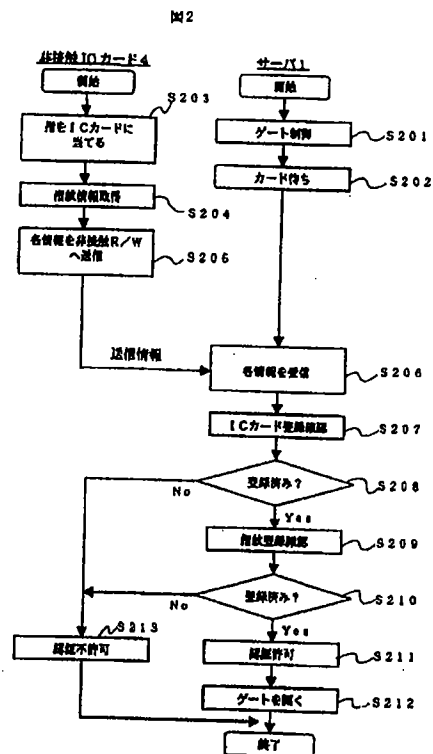 図2
非接触ICカード4
開始
S203
指をICカードに
当てる
指紋情報取得
S204
各情報を非接触R/W
へ送信
S205
サーバ1
開始
ゲート制御
S201
カード待ち
S202
送信情報
各情報を受信
S206
ICカード登録確認
S207
登録済み?
S208
No
Yes
指紋登録確認
S209
登録済み?
S210
No
Yes
S213
認証不許可
認証許可
S211
ゲートを開く
S212
終了